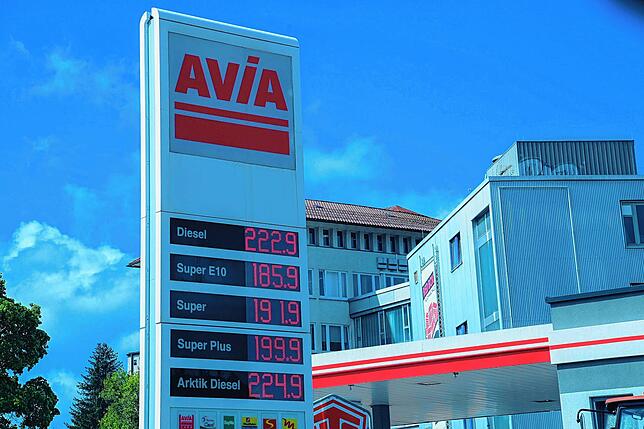 AViA
Diesel 222.9
Super E10 185.9
Super 191.9
Super Plus 199.9
Arktik Diesel 224.9